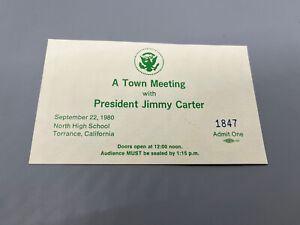 A Town Meeting
with
President Jimmy Carter
September 22, 1980
North High School
Torrance, California
1847
Admit One
Doors open at 12:00 noon.
Audience MUST be seated by 1:15 p.m.